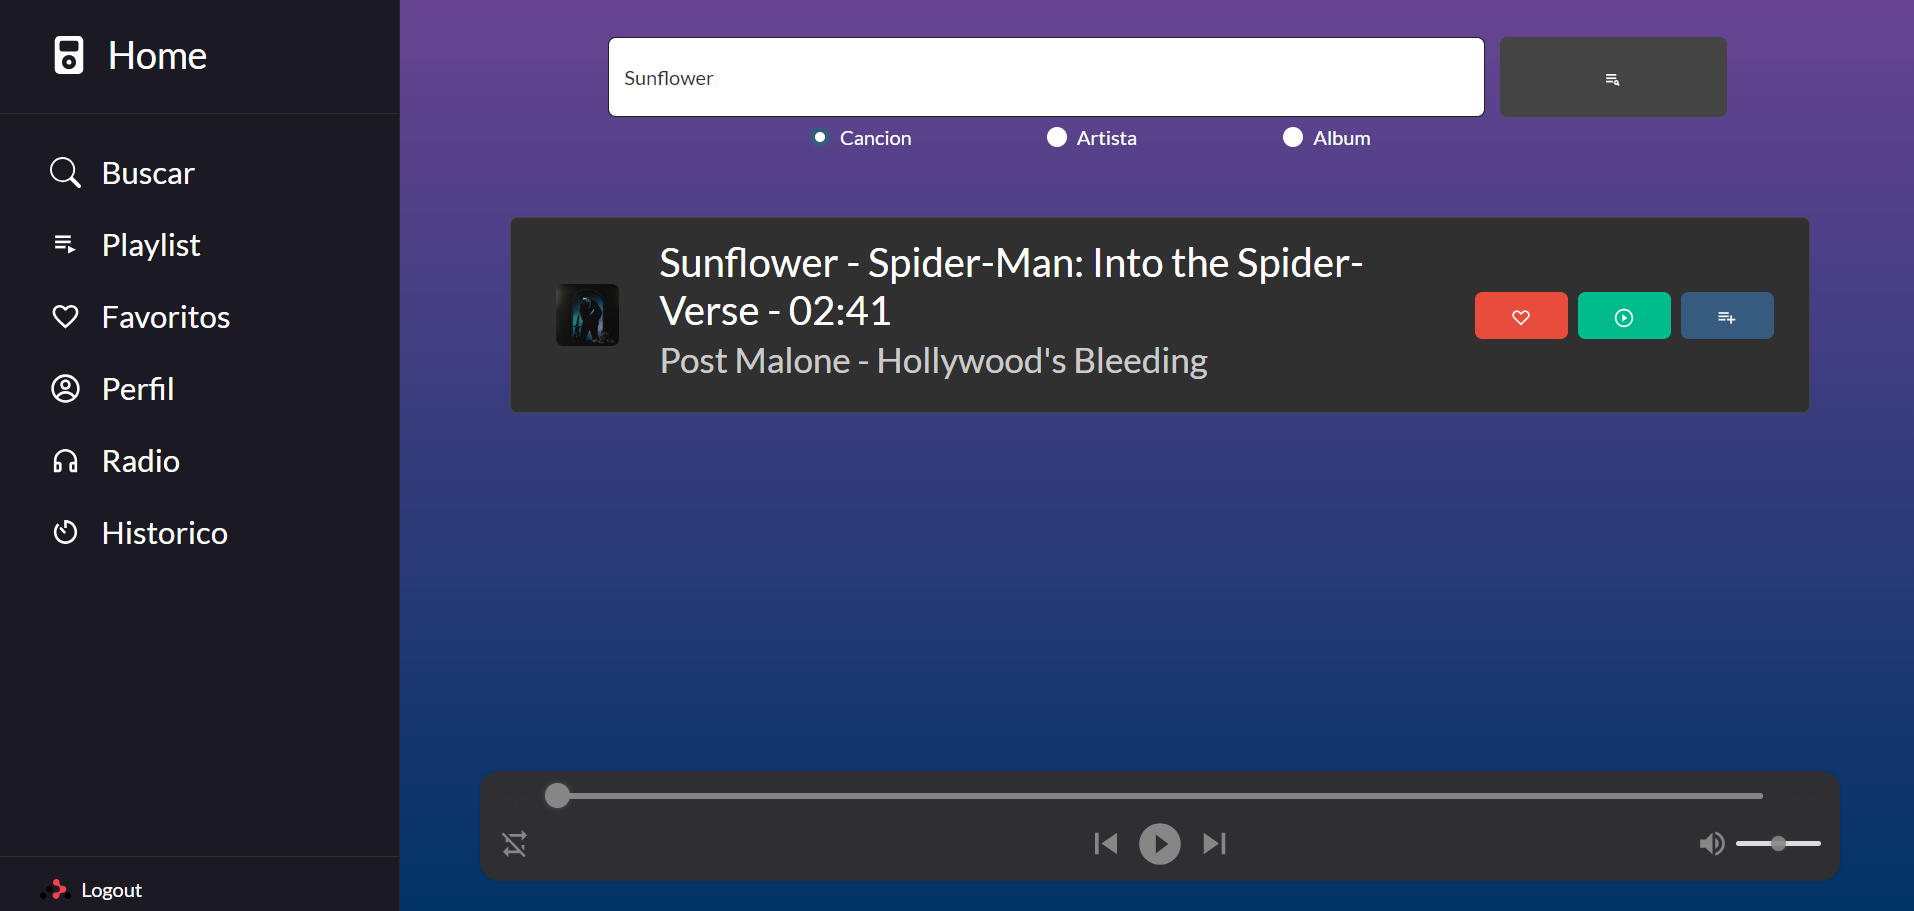 Home
Buscar
Playlist
Favoritos
Perfil
Radio
Historico
Logout
Sunflower
Cancion
Artista
Album
Sunflower - Spider-Man: Into the Spider-
Verse - 02:41
Post Malone - Hollywood's Bleeding